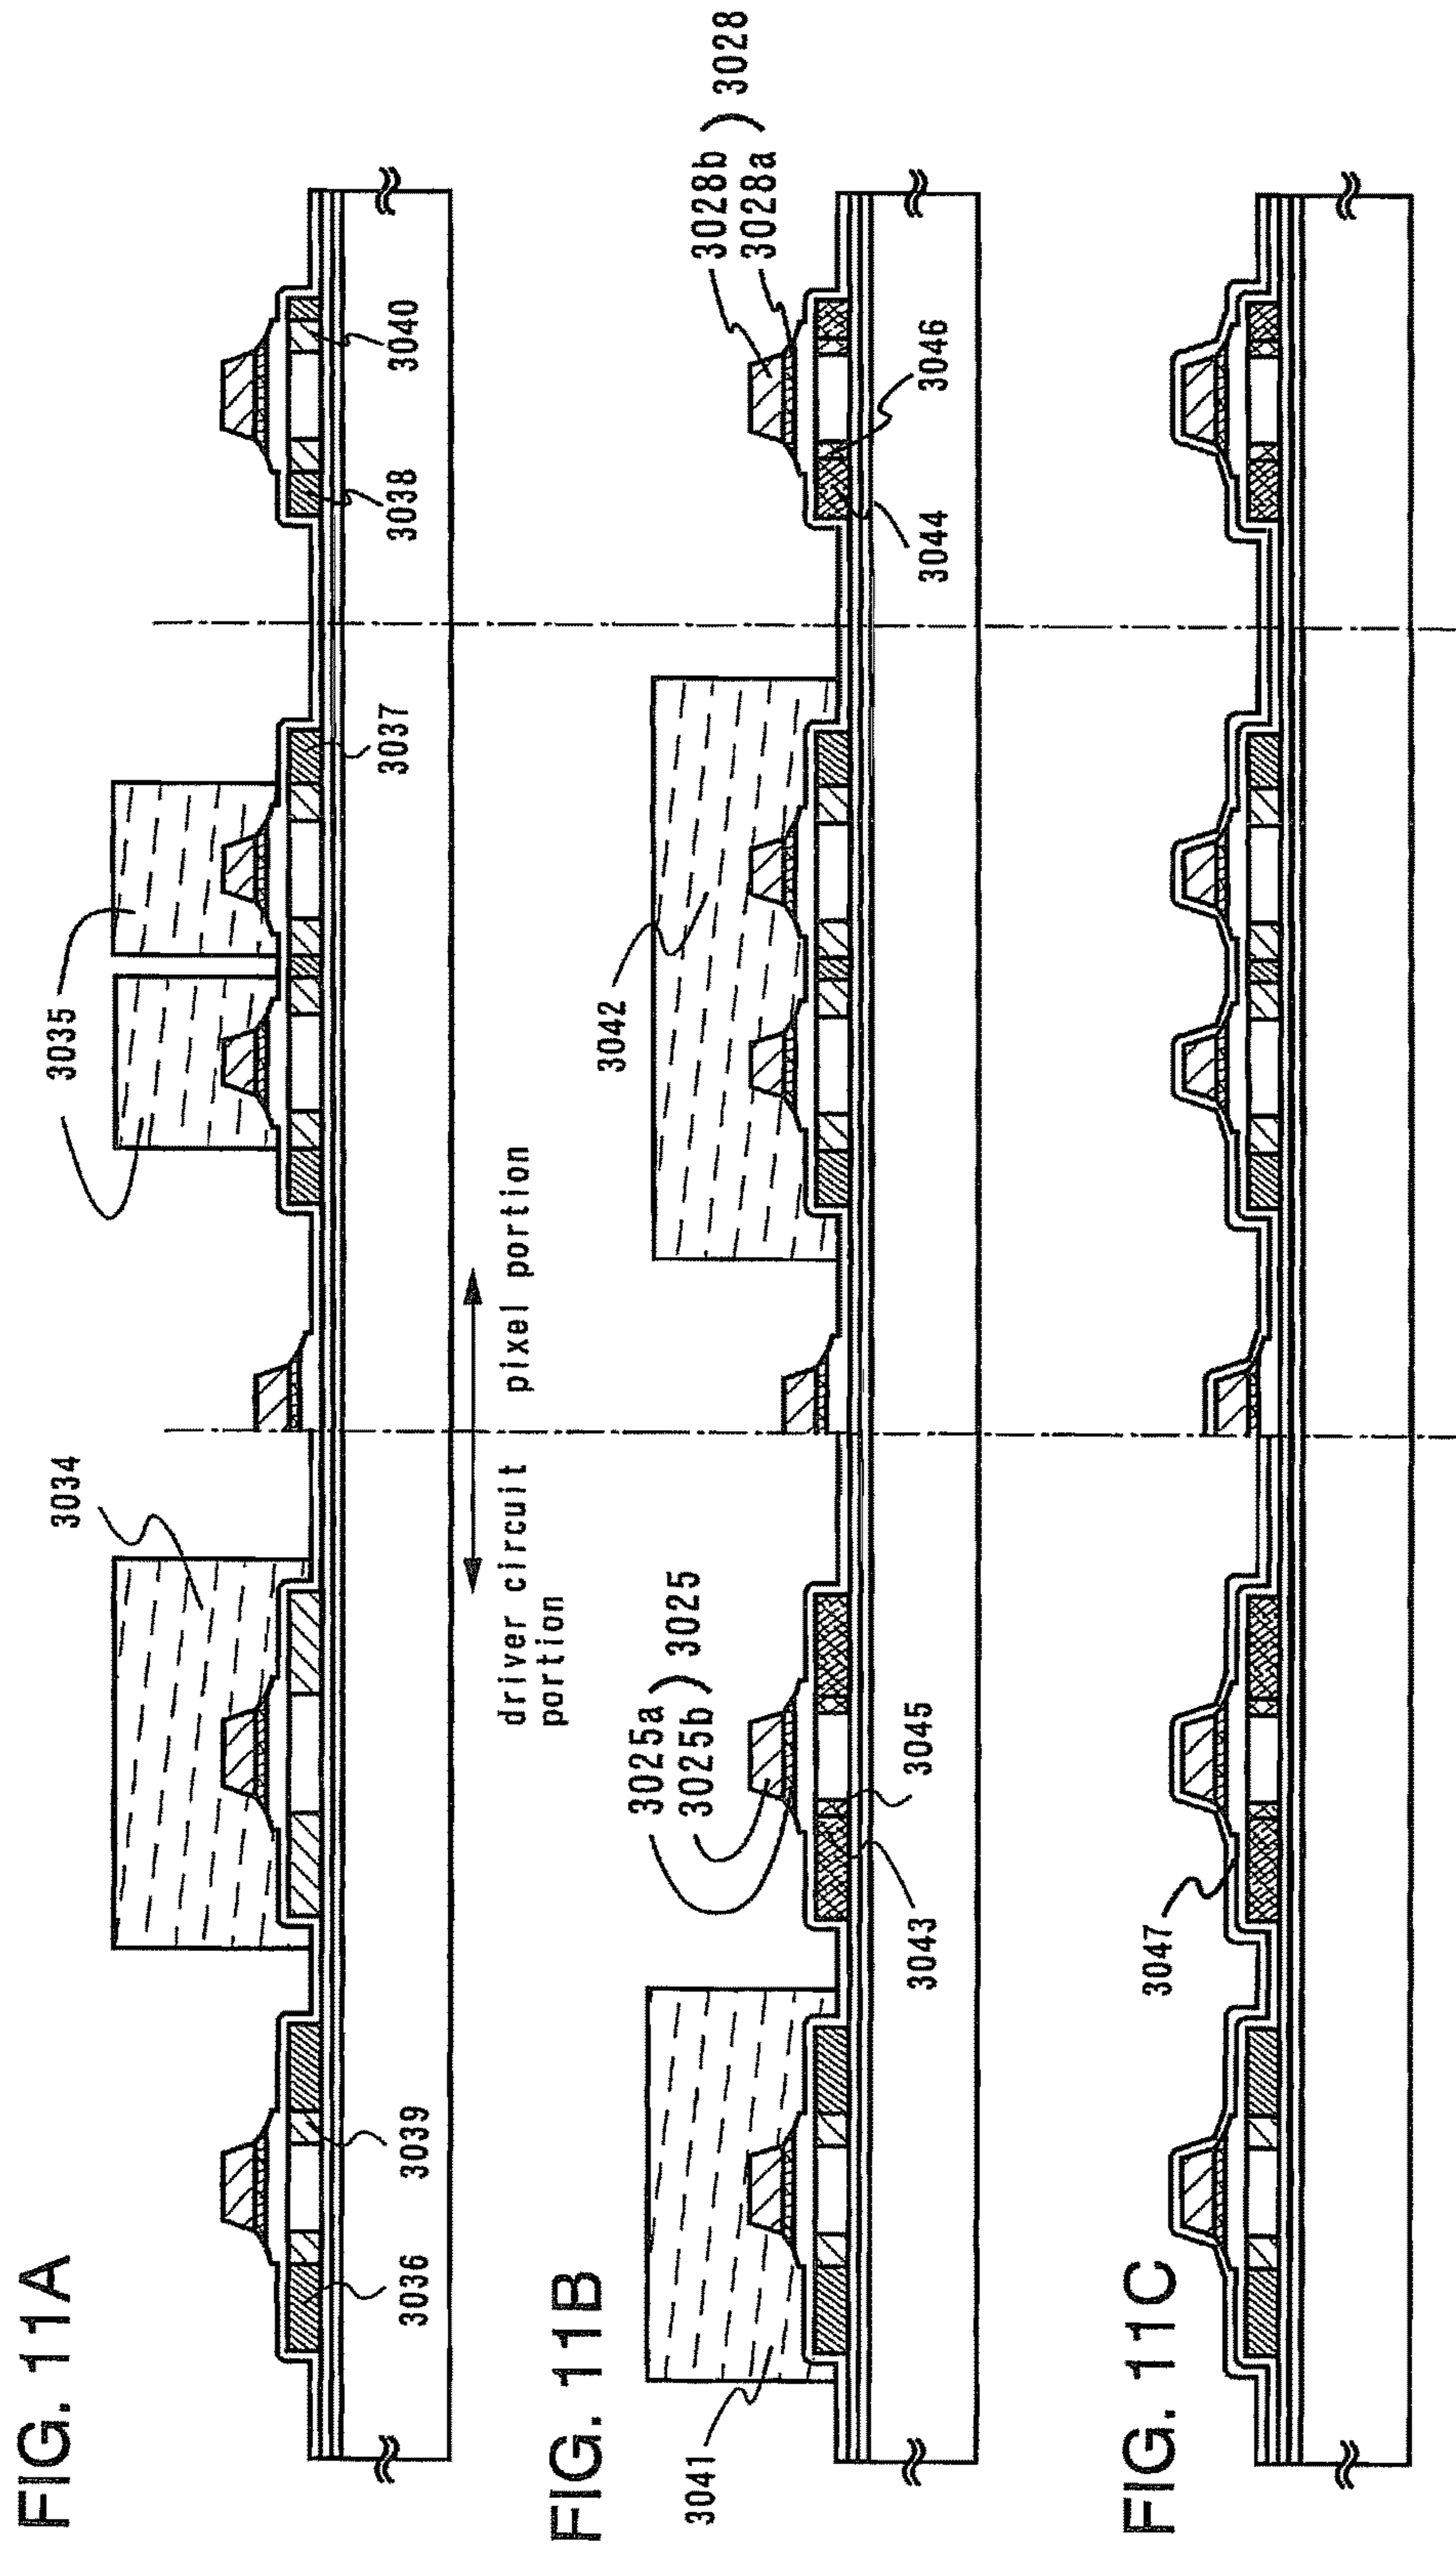 FIG. 11A
3034
3035
3036
3039
3037
3038
3040
driver circuit
portion
pixel portion
FIG. 11B
3041
3025a
3025b
) 3025
3042
3028b
3028a
) 3028
3043
3045
3044
3046
FIG. 11C
3047